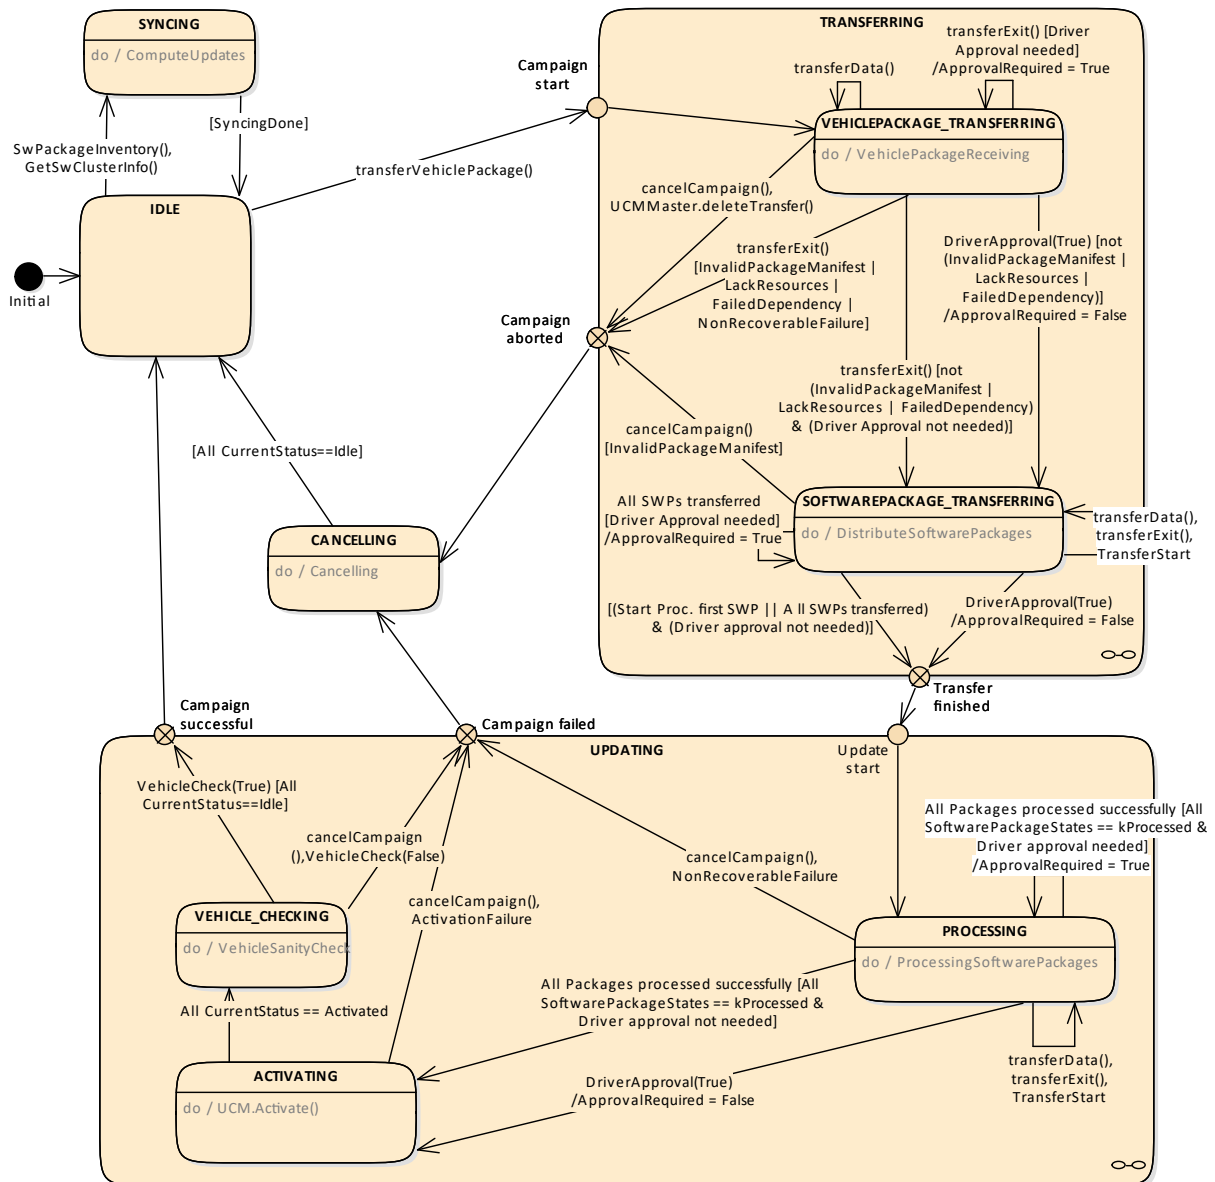 SYNCING
do / ComputeUpdates
SwPackageInventory(),
GetSwClusterInfo()
[SyncingDone]
IDLE
Initial
transferVehiclePackage()
Campaign
start
TRANSFERRING
transferData()
transferExit() [Driver
Approval needed]
/ApprovalRequired = True
VEHICLEPACKAGE_TRANSFERRING
do / VehiclePackageReceiving
cancelCampaign(),
UCMMaster.deleteTransfer()
transferExit()
[InvalidPackageManifest |
LackResources |
FailedDependency |
NonRecoverableFailure]
DriverApproval(True) [not
(InvalidPackageManifest |
LackResources |
FailedDependency)]
/ApprovalRequired = False
Campaign
aborted
transferExit() [not
(InvalidPackageManifest |
LackResources | FailedDependency)
& (Driver Approval not needed)]
cancelCampaign()
[InvalidPackageManifest]
[All CurrentStatus==Idle]
All SWPs transferred
[Driver Approval needed]
/ApprovalRequired = True
SOFTWAREPACKAGE_TRANSFERRING
do / DistributeSoftwarePackages
transferData(),
transferExit(),
TransferStart
CANCELLING
do / Cancelling
[(Start Proc. first SWP || A ll SWPs transferred)
& (Driver approval not needed)]
DriverApproval(True)
/ApprovalRequired = False
Transfer
finished
Campaign
successful
Campaign failed
UPDATING
Update
start
VehicleCheck(True) [All
CurrentStatus==Idle]
cancelCampaign
(),VehicleCheck(False)
cancelCampaign(),
NonRecoverableFailure
All Packages processed successfully [All
SoftwarePackageStates == kProcessed &
Driver approval needed]
/ApprovalRequired = True
cancelCampaign(),
ActivationFailure
VEHICLE_CHECKING
do / VehicleSanityCheck
PROCESSING
do / ProcessingSoftwarePackages
All Packages processed successfully [All
SoftwarePackageStates == kProcessed &
Driver approval not needed]
All CurrentStatus == Activated
ACTIVATING
do / UCM.Activate()
DriverApproval(True)
/ApprovalRequired = False
transferData(),
transferExit(),
TransferStart